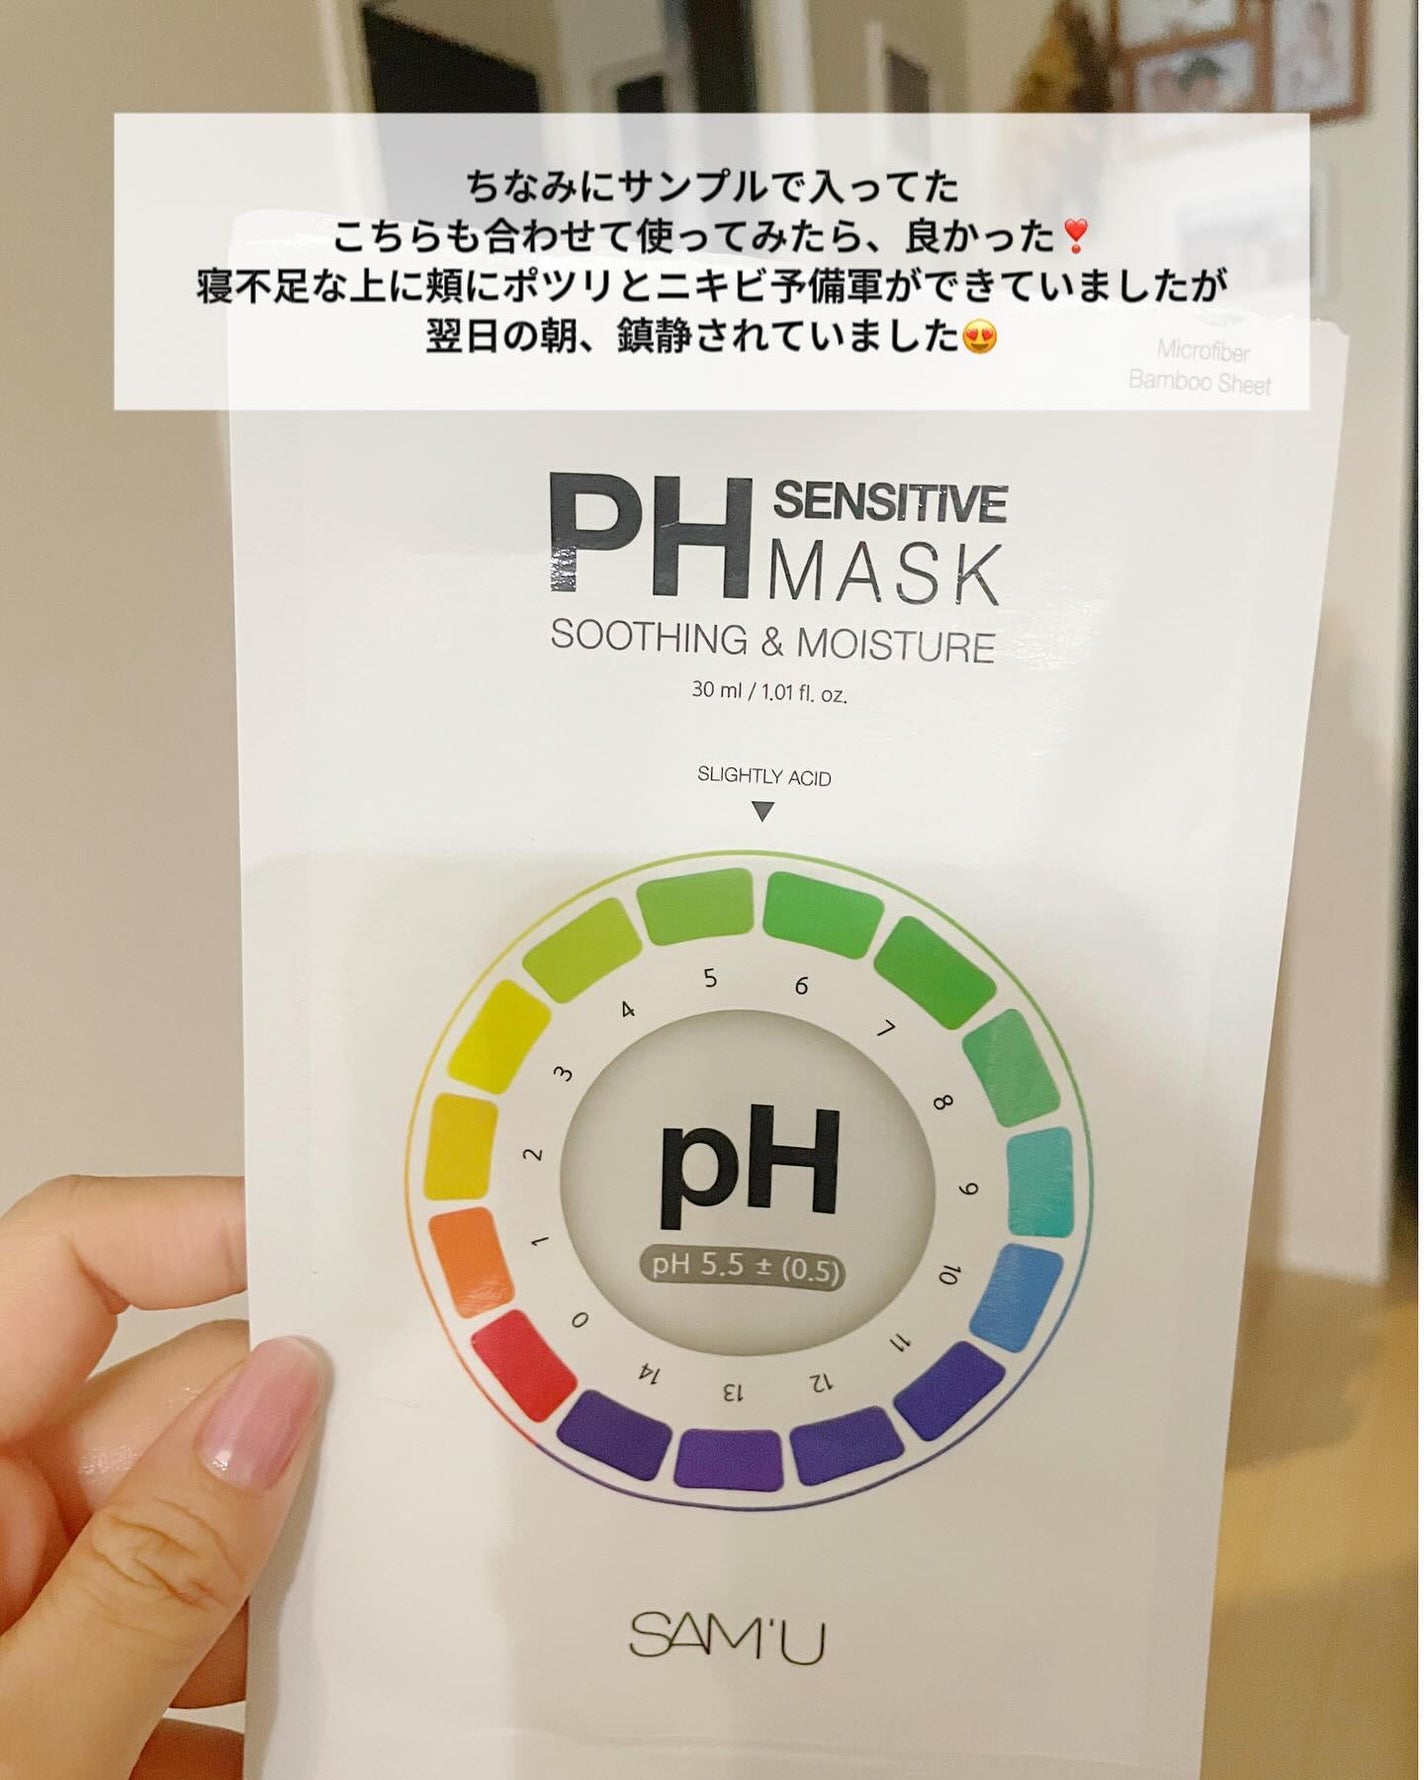 ちなみにサンプルで入ってた
こちらも合わせて使ってみたら、良かった❣️
寝不足な上に頬にポツリとニキビ予備軍ができていましたが
翌日の朝、鎮静されていました😍
Microfiber
Bamboo Sheet
PH SENSITIVE
MASK
SOOTHING & MOISTURE
30 ml / 1.01 fl. oz.
SLIGHTLY ACID
▼
0
1
2
3
4
5
6
7
8
9
10
11
12
13
14
pH
pH 5.5 ± (0.5)
SAM'U